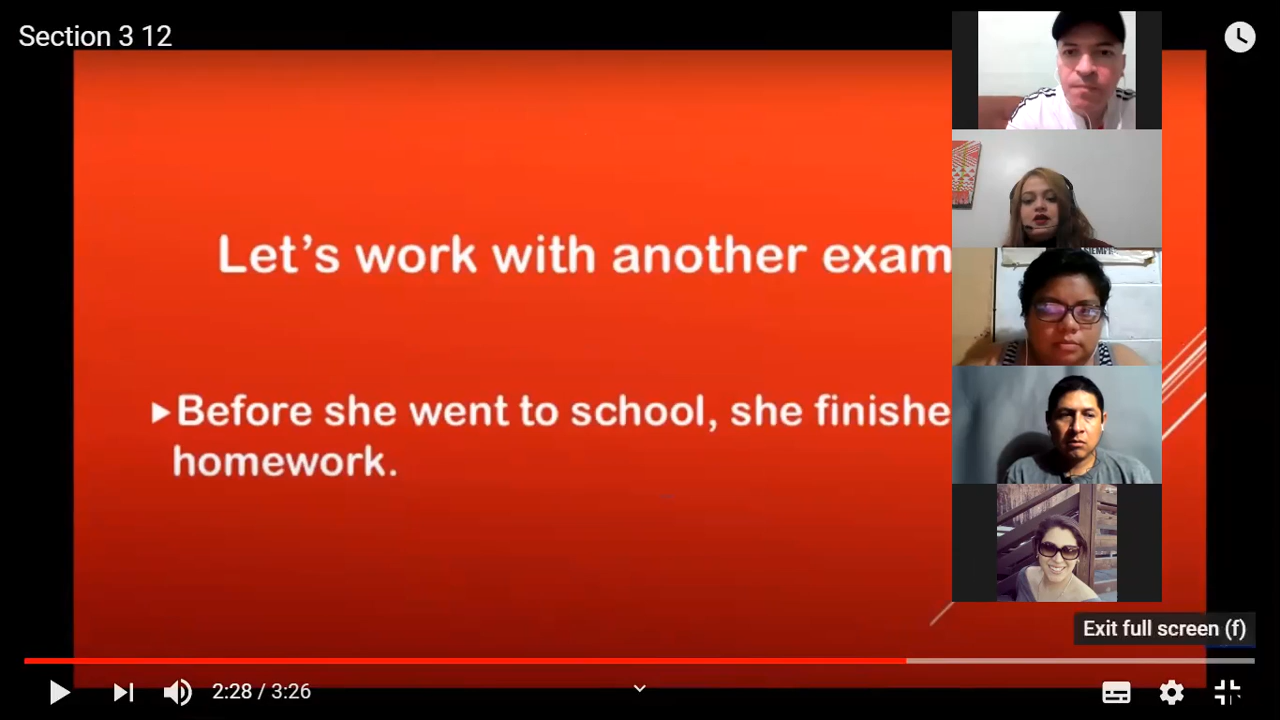 Section 3 12
Let's work with another exam
Before she went to school, she finishe
homework.
Exit full screen (f)
2:28 / 3:26